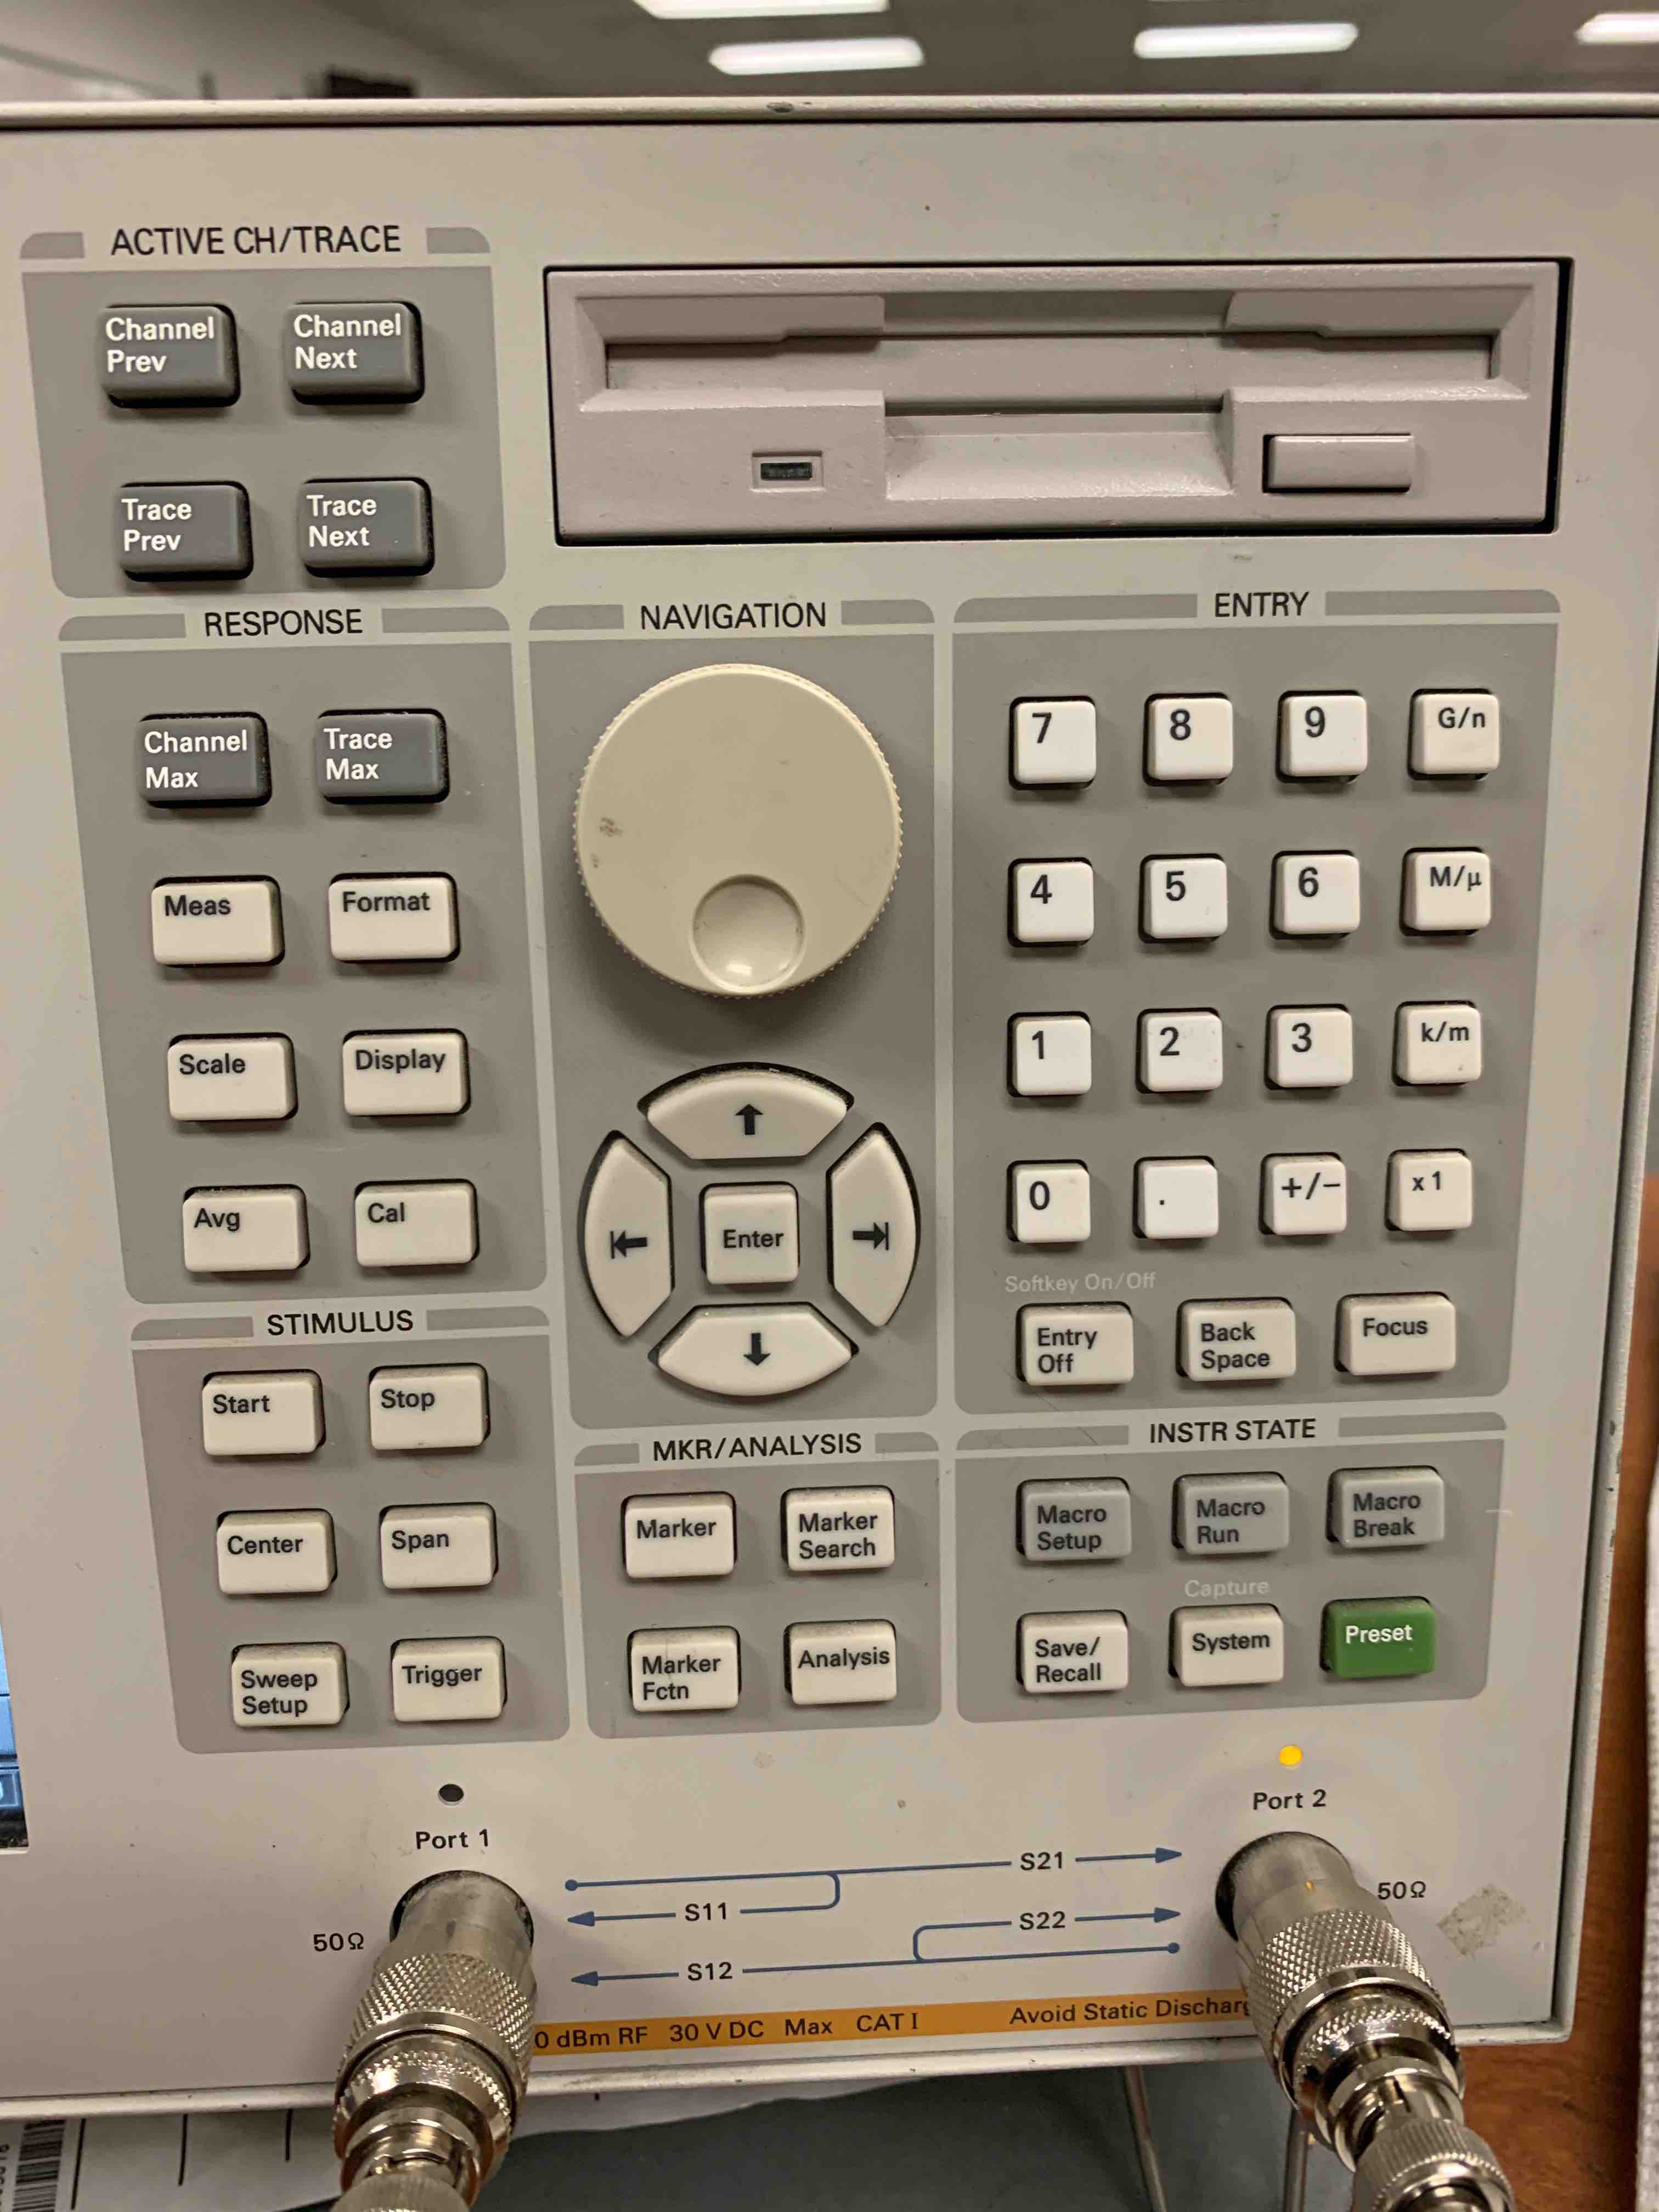 ACTIVE CH/TRACE
Channel
Prev
Channel
Next
Trace
Prev
Trace
Next
RESPONSE
Channel
Max
Trace
Max
Meas
Format
Scale
Display
Avg
Cal
STIMULUS
Start
Stop
Center
Span
Sweep
Setup
Trigger
NAVIGATION
Enter
MKR/ANALYSIS
Marker
Marker
Search
Marker
Fctn
Analysis
ENTRY
7
8
9
G/n
4
5
6
M/μ
1
2
3
k/m
0
.
+/−
x1
Softkey On/Off
Entry
Off
Back
Space
Focus
INSTR STATE
Macro
Setup
Macro
Run
Macro
Break
Capture
Save/
Recall
System
Preset
Port 1
Port 2
S21
S11
S22
S12
50Ω
50Ω
0 dBm RF 30 V DC Max CAT I
Avoid Static